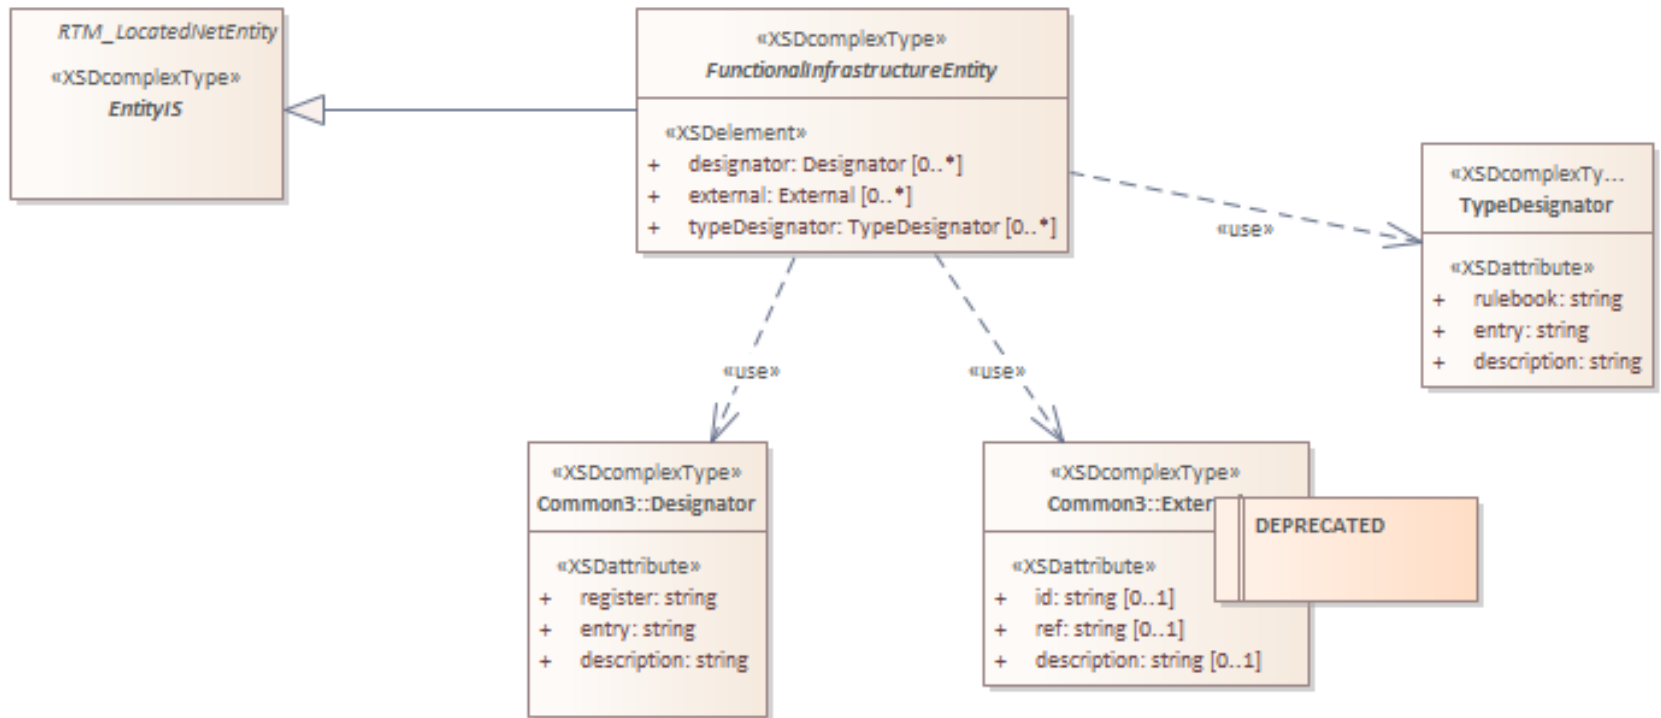 RTM_LocatedNetEntity
«XSDcomplexType»
EntityIS
«XSDcomplexType»
FunctionalInfrastructureEntity
«XSDelement»
+ designator: Designator [0..*]
+ external: External [0..*]
+ typeDesignator: TypeDesignator [0..*]
«XSDcomplexTy...
TypeDesignator
«XSDattribute»
+ rulebook: string
+ entry: string
+ description: string
«use»
«use»
«use»
«XSDcomplexType»
Common3::Designator
«XSDattribute»
+ register: string
+ entry: string
+ description: string
«XSDcomplexType»
Common3::Exter
«XSDattribute»
+ id: string [0..1]
+ ref: string [0..1]
+ description: string [0..1]
DEPRECATED